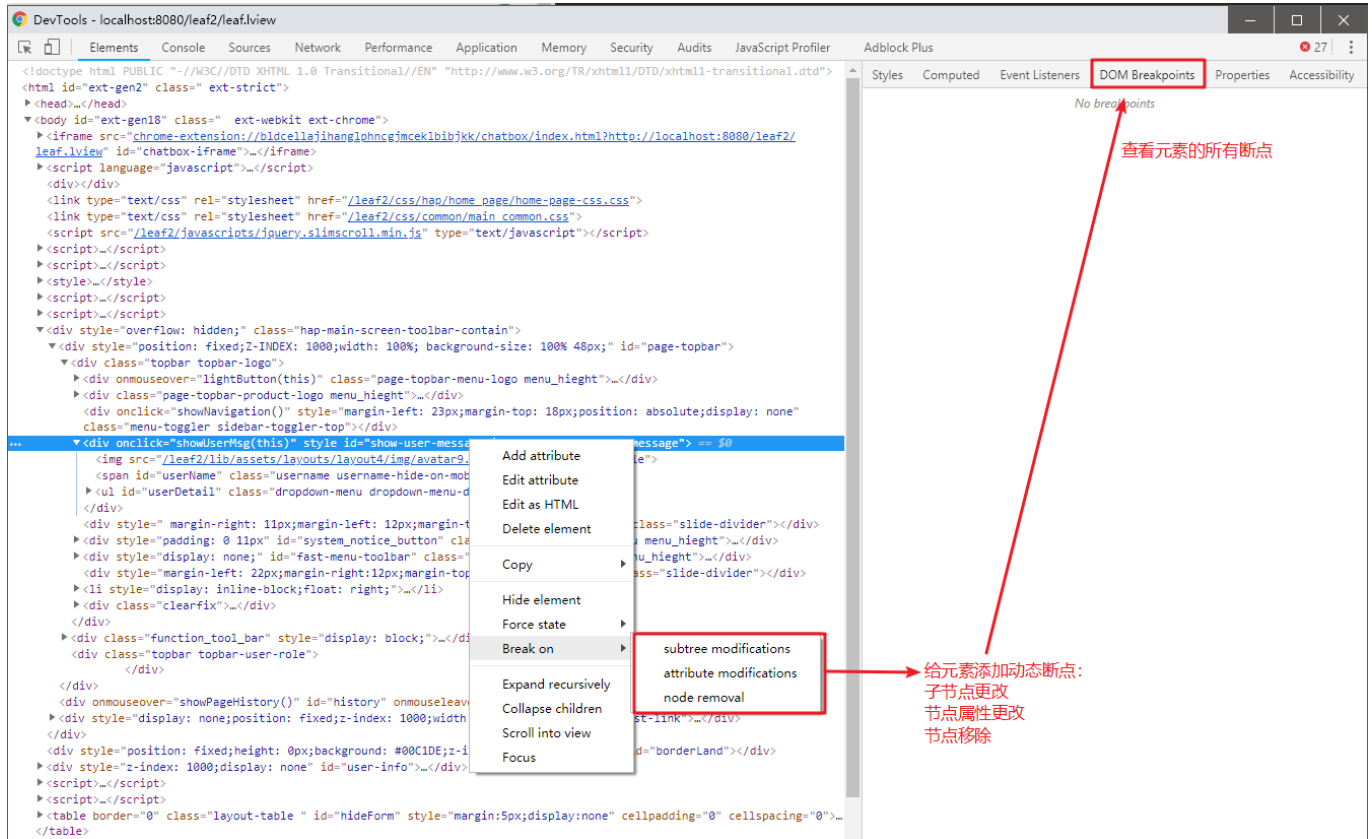 DevTools - localhost:8080/leaf2/leaf.lview
Elements Console Sources Network Performance Application Memory Security Audits JavaScript Profiler Adblock Plus 27
<!doctype html PUBLIC "-//W3C//DTD XHTML 1.0 Transitional//EN" "http://www.w3.org/TR/xhtml1/DTD/xhtml1-transitional.dtd">
<html id="ext-gen2" class=" ext-strict">
<head>…</head>
<body id="ext-gen18" class="  ext-webkit ext-chrome">
<iframe src="chrome-extension://bldcellajihanglphncgjmceklbibjkk/chatbox/index.html?http://localhost:8080/leaf2/
leaf.lview" id="chatbox-iframe">…</iframe>
<script language="javascript">…</script>
<div></div>
<link type="text/css" rel="stylesheet" href="/leaf2/css/hap/home_page/home-page-css.css">
<link type="text/css" rel="stylesheet" href="/leaf2/css/common/main_common.css">
<script src="/leaf2/javascripts/jquery.slimscroll.min.js" type="text/javascript"></script>
<script>…</script>
<script>…</script>
<style>…</style>
<script>…</script>
<script>…</script>
<div style="overflow: hidden;" class="hap-main-screen-toolbar-contain">
<div style="position: fixed;Z-INDEX: 1000;width: 100%; background-size: 100% 48px;" id="page-topbar">
<div class="topbar topbar-logo">
<div onmouseover="lightButton(this)" class="page-topbar-menu-logo menu_hieght">…</div>
<div class="page-topbar-product-logo menu_hieght">…</div>
<div onclick="showNavigation()" style="margin-left: 23px;margin-top: 18px;position: absolute;display: none"
class="menu-toggler sidebar-toggler-top"></div>
… <div onclick="showUserMsg(this)" style id="show-user-messa message"> == $0
<img src="/leaf2/lib/assets/layouts/layout4/img/avatar9. le">
<span id="userName" class="username username-hide-on-mob
<ul id="userDetail" class="dropdown-menu dropdown-menu-d
</div>
<div style=" margin-right: 11px;margin-left: 12px;margin-t class="slide-divider"></div>
<div style="padding: 0 11px" id="system_notice_button" cla menu_hieght">…</div>
<div style="display: none;" id="fast-menu-toolbar" class=" nu_hieght">…</div>
<div style="margin-left: 22px;margin-right:12px;margin-top ass="slide-divider"></div>
<li style="display: inline-block;float: right;">…</li>
<div class="clearfix">…</div>
</div>
<div class="function_tool_bar" style="display: block;">…</di
<div class="topbar topbar-user-role">
</div>
</div>
<div onmouseover="showPageHistory()" id="history" onmouseleav
<div style="display: none;position: fixed;z-index: 1000;width st-link">…</div>
</div>
<div style="position: fixed;height: 0px;background: #00C1DE;z-i d="borderLand"></div>
<div style="z-index: 1000;display: none" id="user-info">…</div>
<script>…</script>
<script>…</script>
<table border="0" class="layout-table " id="hideForm" style="margin:5px;display:none" cellpadding="0" cellspacing="0">…
</table>
Add attribute
Edit attribute
Edit as HTML
Delete element
Copy
Hide element
Force state
Break on
Expand recursively
Collapse children
Scroll into view
Focus
subtree modifications
attribute modifications
node removal
Styles Computed Event Listeners DOM Breakpoints Properties Accessibility
No breakpoints
查看元素的所有断点
给元素添加动态断点：
子节点更改
节点属性更改
节点移除